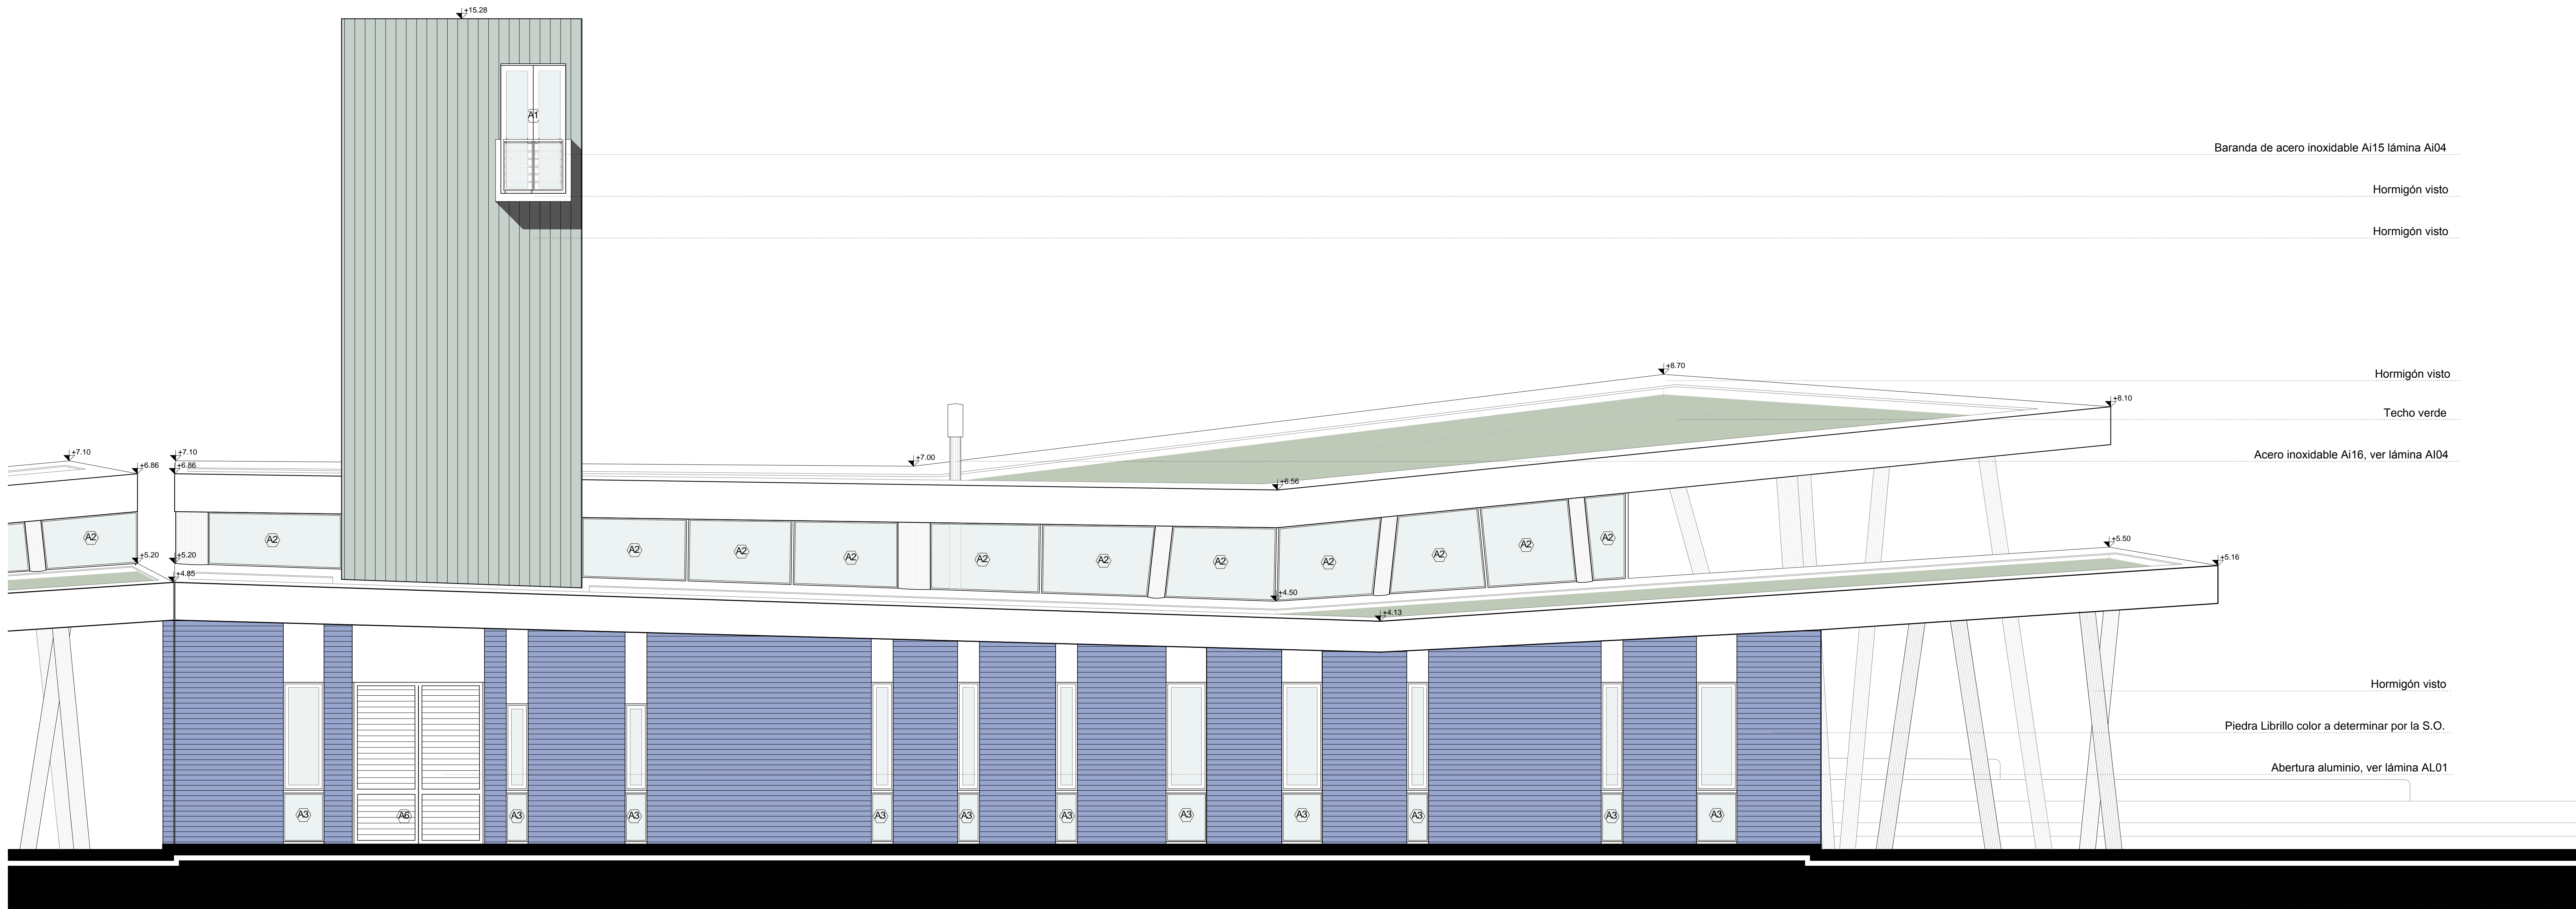 +15.28
A1
Baranda de acero inoxidable Ai15 lámina Ai04
Hormigón visto
Hormigón visto
+8.70
Hormigón visto
+8.10
Techo verde
+7.10
+7.10
+7.00
Acero inoxidable Ai16, ver lámina AI04
+6.86
+6.86
+6.56
A2
A2
A2
A2
A2
A2
A2
A2
A2
A2
A2
A2
+5.50
+5.20
+5.20
+5.16
+4.85
+4.50
+4.13
Hormigón visto
Piedra Librillo color a determinar por la S.O.
Abertura aluminio, ver lámina AL01
A3
A6
A3
A3
A3
A3
A3
A3
A3
A3
A3
A3